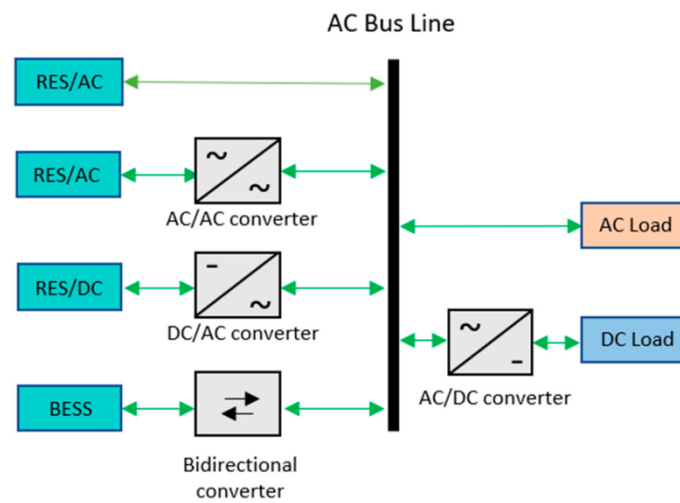 AC Bus Line
RES/AC
RES/AC
~
~
AC/AC converter
AC Load
RES/DC
-
~
DC/AC converter
~
-
DC Load
AC/DC converter
BESS
Bidirectional
converter